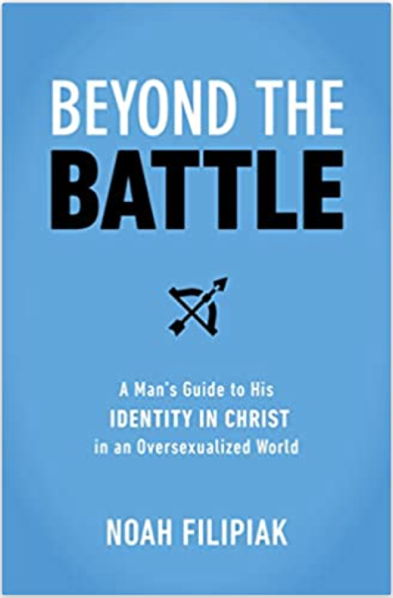 BEYOND THE
BATTLE
A Man's Guide to His
IDENTITY IN CHRIST
in an Oversexualized World
NOAH FILIPIAK